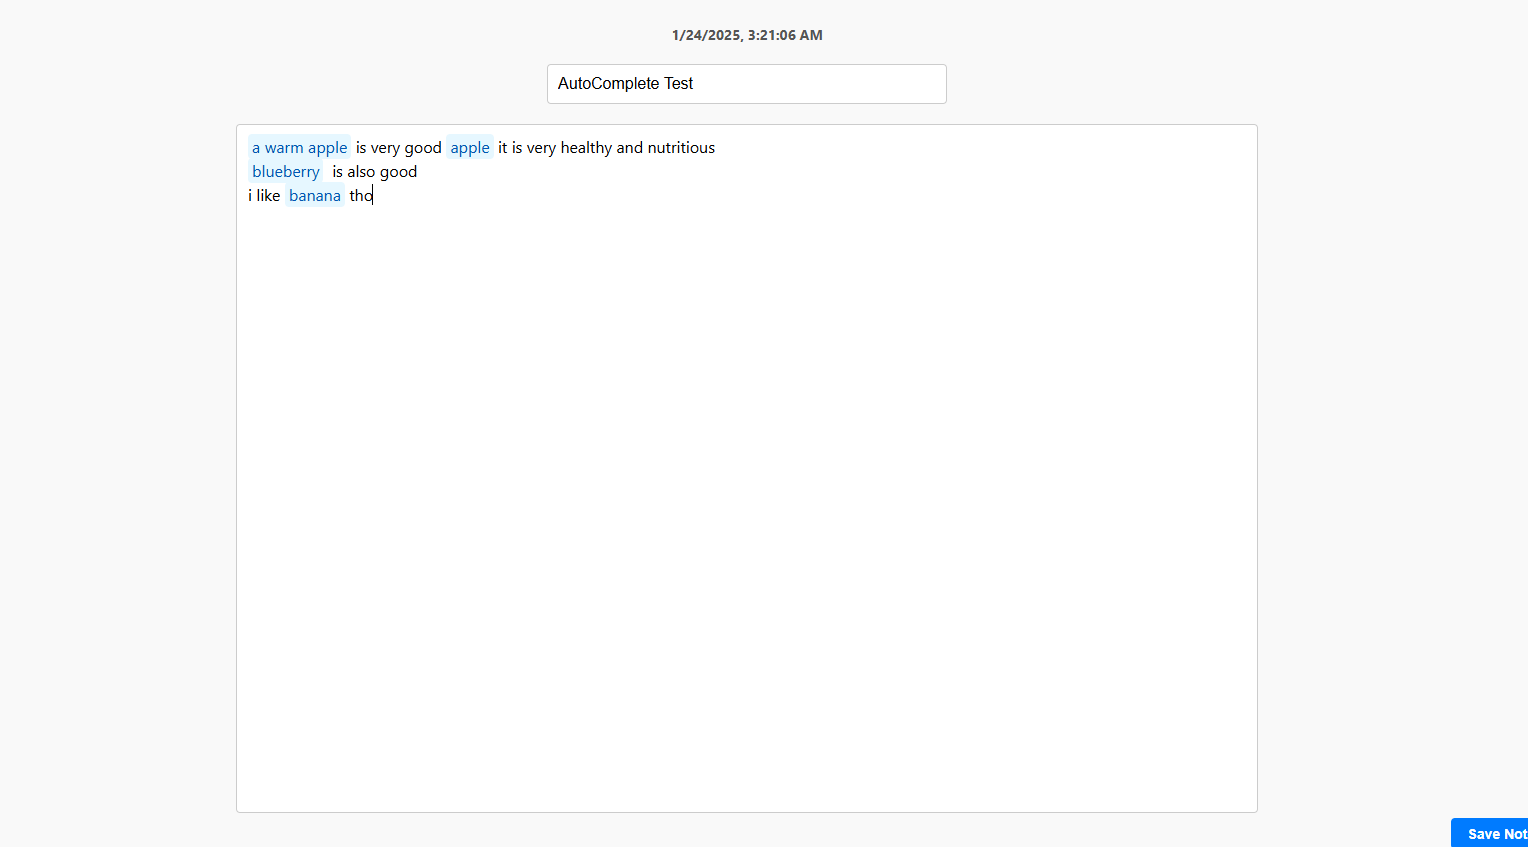 1/24/2025, 3:21:06 AM
AutoComplete Test
a warm apple is very good apple it is very healthy and nutritious
blueberry is also good
i like banana tho
Save Not